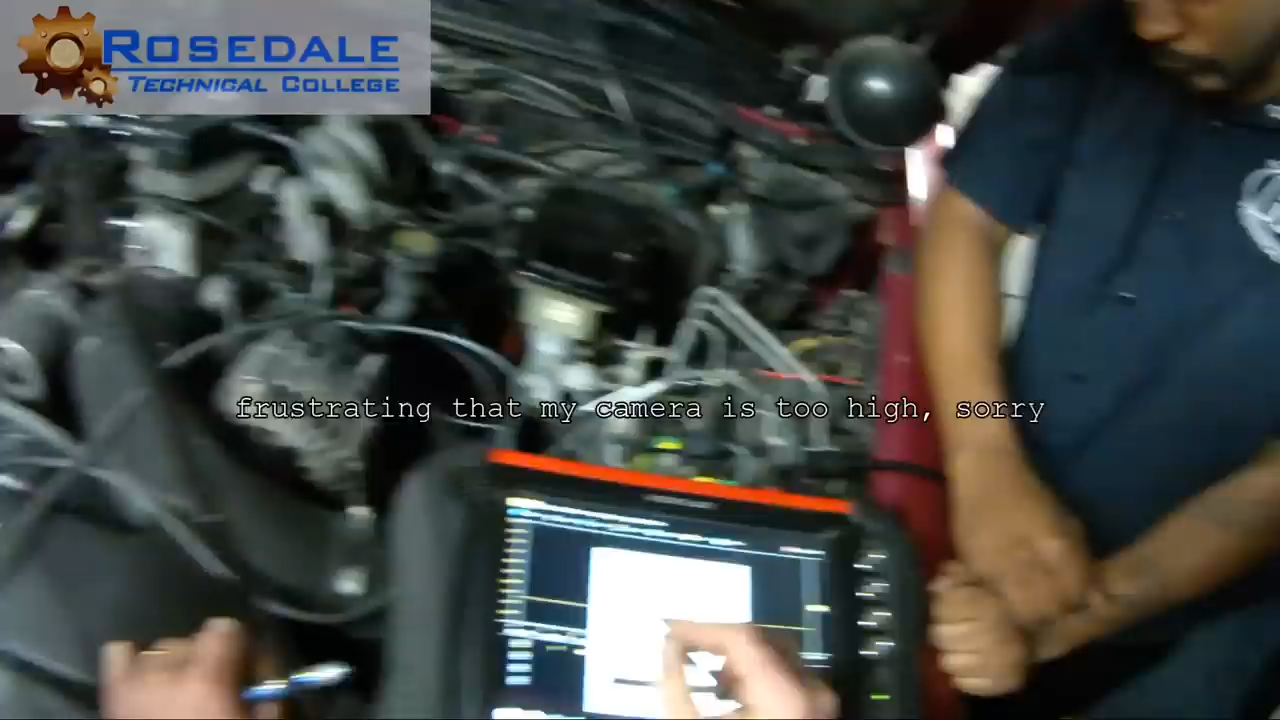 ROSEDALE
TECHNICAL COLLEGE
frustrating that my camera is too high, sorry